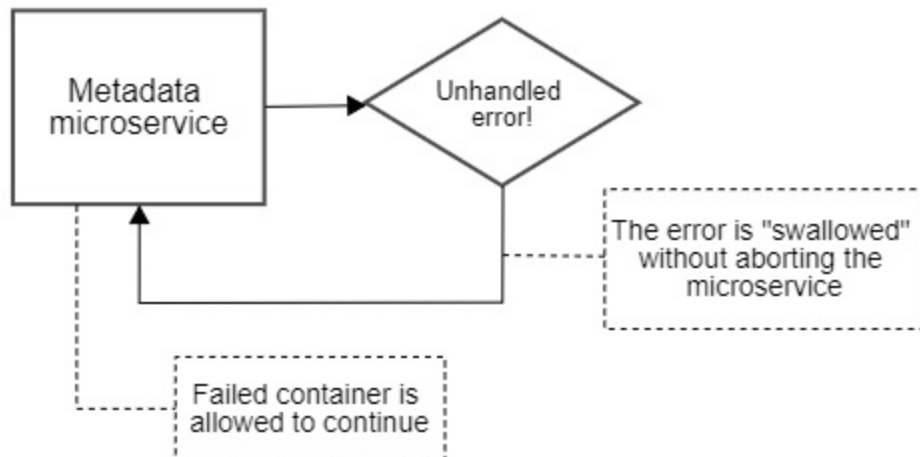 Metadata
microservice
Unhandled
error!
The error is "swallowed"
without aborting the
microservice
Failed container is
allowed to continue